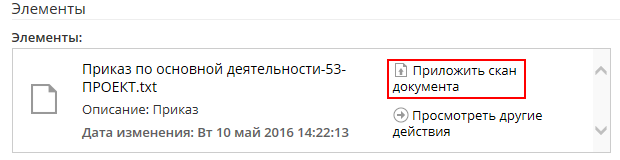 Элементы
Элементы:
Приказ по основной деятельности-53-
ПРОЕКТ.txt
Описание: Приказ
Дата изменения: Вт 10 май 2016 14:22:13
Приложить скан
документа
Просмотреть другие
действия